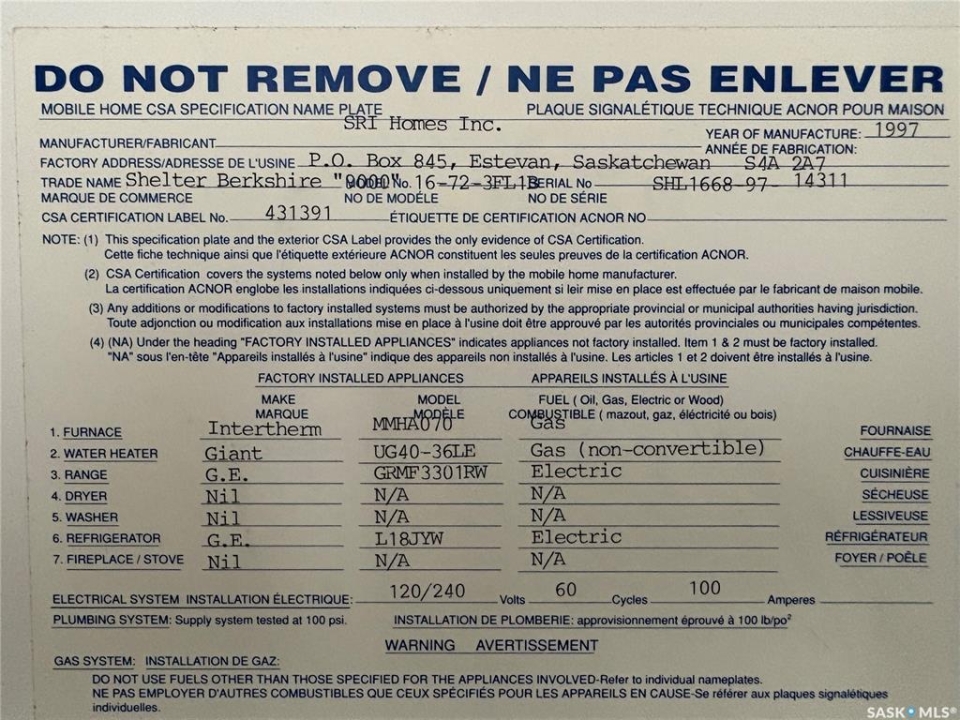 DO NOT REMOVE / NE PAS ENLEVER
MOBILE HOME CSA SPECIFICATION NAME PLATE PLAQUE SIGNALÉTIQUE TECHNIQUE ACNOR POUR MAISON
MANUFACTURER/FABRICANT SRI Homes Inc. YEAR OF MANUFACTURE: 1997
ANNÉE DE FABRICATION:
FACTORY ADDRESS/ADRESSE DE L'USINE P.O. Box 845, Estevan, Saskatchewan S4A 2A7
TRADE NAME Shelter Berkshire "9000" MODEL No. 16-72-3FL1B SERIAL No SHL1668-97- 14311
MARQUE DE COMMERCE NO DE MODÉLE NO DE SÉRIE
CSA CERTIFICATION LABEL No. 431391 ÉTIQUETTE DE CERTIFICATION ACNOR NO
NOTE: (1) This specification plate and the exterior CSA Label provides the only evidence of CSA Certification.
Cette fiche technique ainsi que l'étiquette extérieure ACNOR constituent les seules preuves de la certification ACNOR.
(2) CSA Certification covers the systems noted below only when installed by the mobile home manufacturer.
La certification ACNOR englobe les installations indiquées ci-dessous uniquement si leir mise en place est effectuée par le fabricant de maison mobile.
(3) Any additions or modifications to factory installed systems must be authorized by the appropriate provincial or municipal authorities having jurisdiction.
Toute adjonction ou modification aux installations mise en place à l'usine doit être approuvé par les autorités provinciales ou municipales compétentes.
(4) (NA) Under the heading "FACTORY INSTALLED APPLIANCES" indicates appliances not factory installed. Item 1 & 2 must be factory installed.
"NA" sous l'en-tête "Appareils installés à l'usine" indique des appareils non installés à l'usine. Les articles 1 et 2 doivent être installés à l'usine.
FACTORY INSTALLED APPLIANCES APPAREILS INSTALLÉS À L'USINE
MAKE MODEL FUEL ( Oil, Gas, Electric or Wood)
MARQUE MODÈLE COMBUSTIBLE ( mazout, gaz, éléctricité ou bois)
1. FURNACE Intertherm MMHA070 Gas FOURNAISE
2. WATER HEATER Giant UG40-36LE Gas (non-convertible) CHAUFFE-EAU
3. RANGE G.E. GRMF3301RW Electric CUISINIÈRE
4. DRYER Nil N/A N/A SÉCHEUSE
5. WASHER Nil N/A N/A LESSIVEUSE
6. REFRIGERATOR G.E. L18JYW Electric RÉFRIGÉRATEUR
7. FIREPLACE / STOVE Nil N/A N/A FOYER / POÊLE
ELECTRICAL SYSTEM INSTALLATION ÉLECTRIQUE: 120/240 Volts 60 Cycles 100 Amperes
PLUMBING SYSTEM: Supply system tested at 100 psi. INSTALLATION DE PLOMBERIE: approvisionnement éprouvé à 100 lb/po²
WARNING AVERTISSEMENT
GAS SYSTEM: INSTALLATION DE GAZ:
DO NOT USE FUELS OTHER THAN THOSE SPECIFIED FOR THE APPLIANCES INVOLVED-Refer to individual nameplates.
NE PAS EMPLOYER D'AUTRES COMBUSTIBLES QUE CEUX SPÉCIFIÉS POUR LES APPAREILS EN CAUSE-Se référer aux plaques signalétiques
individuelles.
SASK MLS®